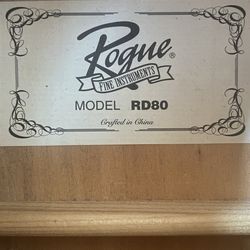 Rogue®
FINE INSTRUMENTS
MODEL RD80
Crafted in China